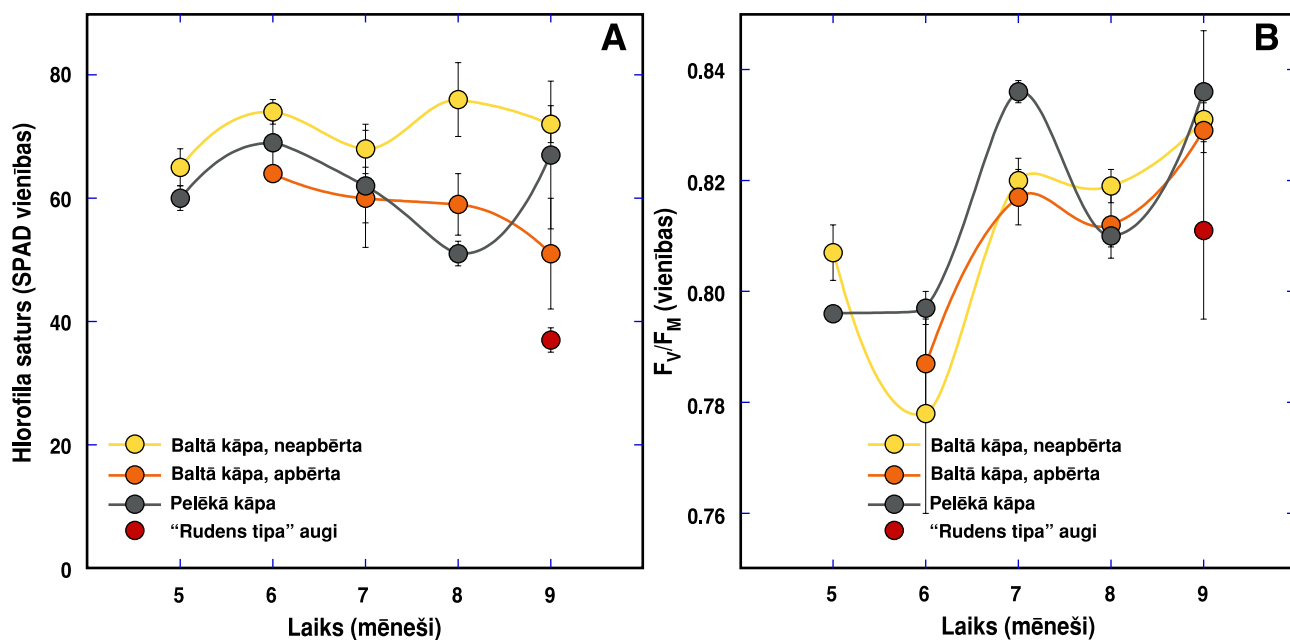 A
Hlorofila saturs (SPAD vienības)
80
60
40
20
0
Baltā kāpa, neapbērta
Baltā kāpa, apbērta
Pelēkā kāpa
“Rudens tipa” augi
5 6 7 8 9
Laiks (mēneši)
B
FV/FM (vienības)
0.84
0.82
0.80
0.78
0.76
Baltā kāpa, neapbērta
Baltā kāpa, apbērta
Pelēkā kāpa
“Rudens tipa” augi
5 6 7 8 9
Laiks (mēneši)